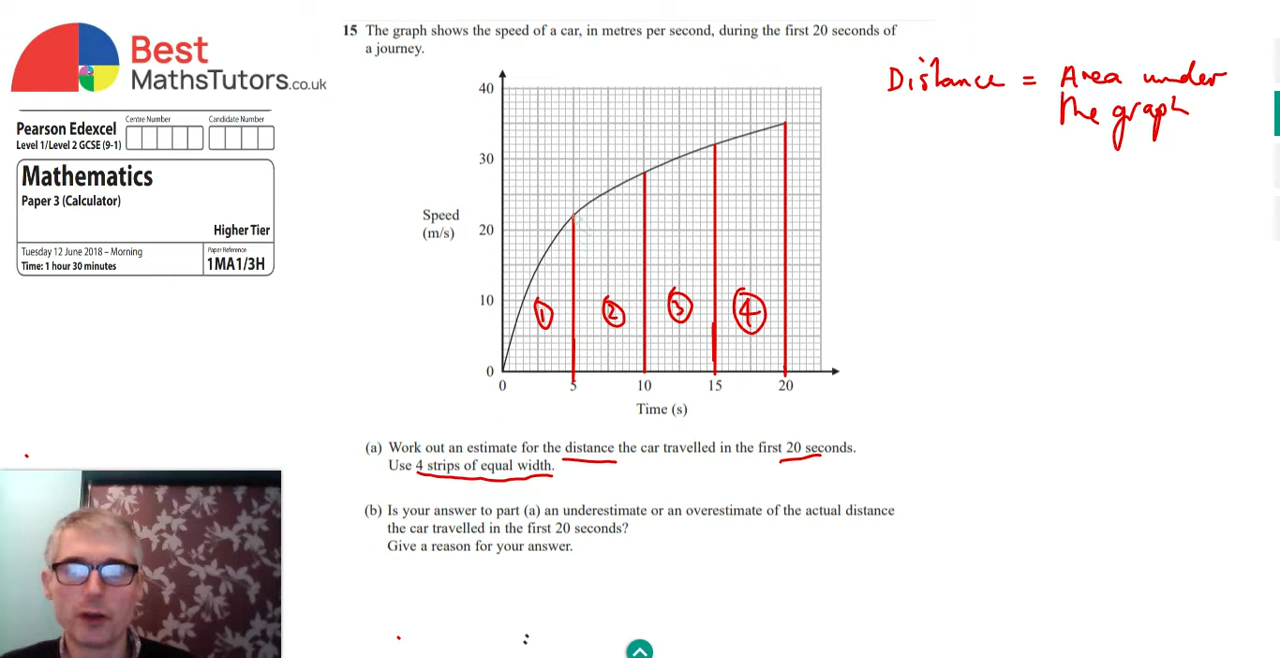 Best
MathsTutors.co.uk
Pearson Edexcel
Level 1/Level 2 GCSE (9-1)
Centre Number
Candidate Number
Mathematics
Paper 3 (Calculator)
Higher Tier
Tuesday 12 June 2018 – Morning
Time: 1 hour 30 minutes
Paper Reference
1MA1/3H
15 The graph shows the speed of a car, in metres per second, during the first 20 seconds of
a journey.
Distance = Area under
the graph
40
30
Speed
(m/s)
20
10
0
1
2
3
4
0 5 10 15 20
Time (s)
(a) Work out an estimate for the distance the car travelled in the first 20 seconds.
Use 4 strips of equal width.
(b) Is your answer to part (a) an underestimate or an overestimate of the actual distance
the car travelled in the first 20 seconds?
Give a reason for your answer.